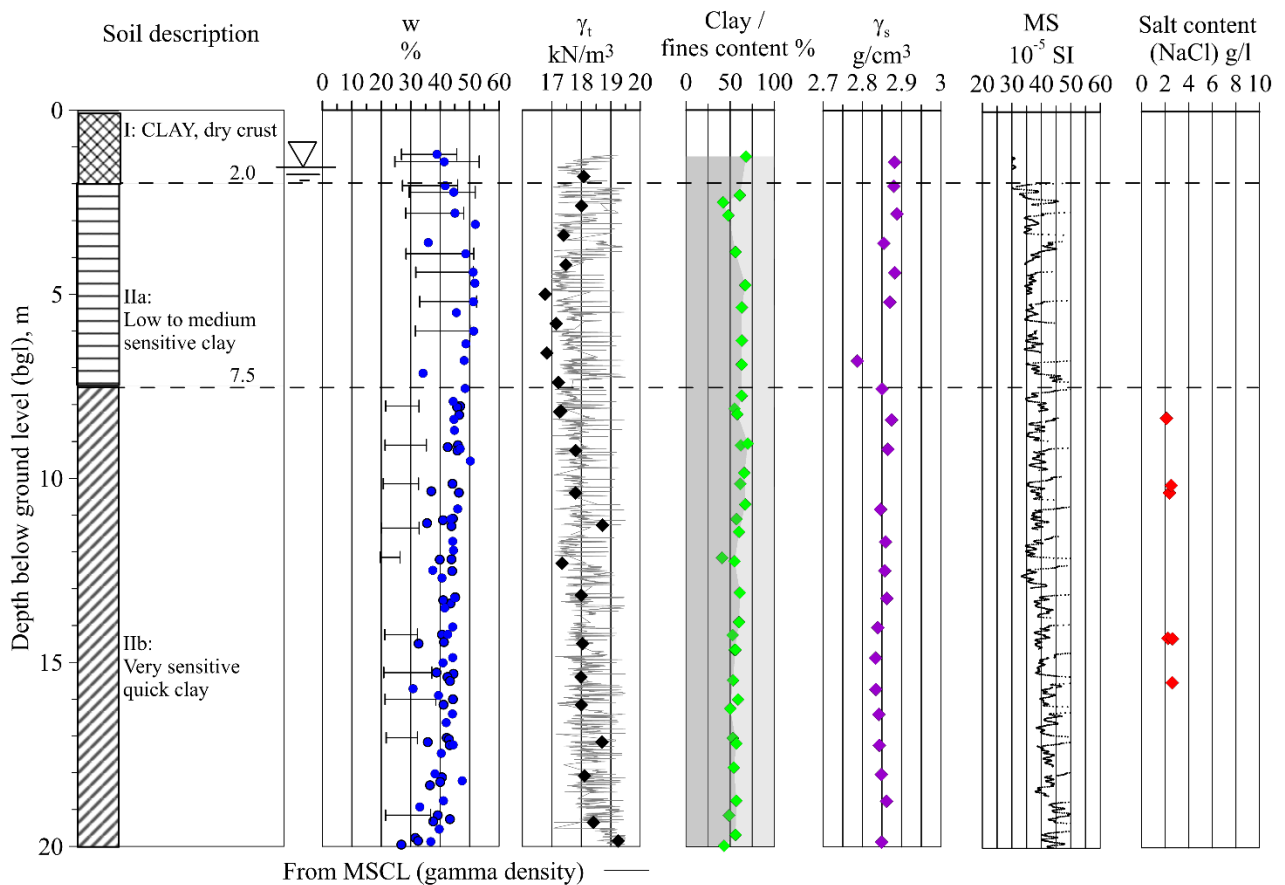 Soil description
w
%
γt
kN/m³
Clay /
fines content %
γs
g/cm³
MS
10⁻⁵ SI
Salt content
(NaCl) g/l
0 10 20 30 40 50 60
17 18 19 20
0 50 100
2.7 2.8 2.9 3
20 30 40 50 60
0 2 4 6 8 10
0
I: CLAY, dry crust
2.0
5
IIa:
Low to medium
sensitive clay
7.5
10
15
IIb:
Very sensitive
quick clay
20
Depth below ground level (bgl), m
From MSCL (gamma density)